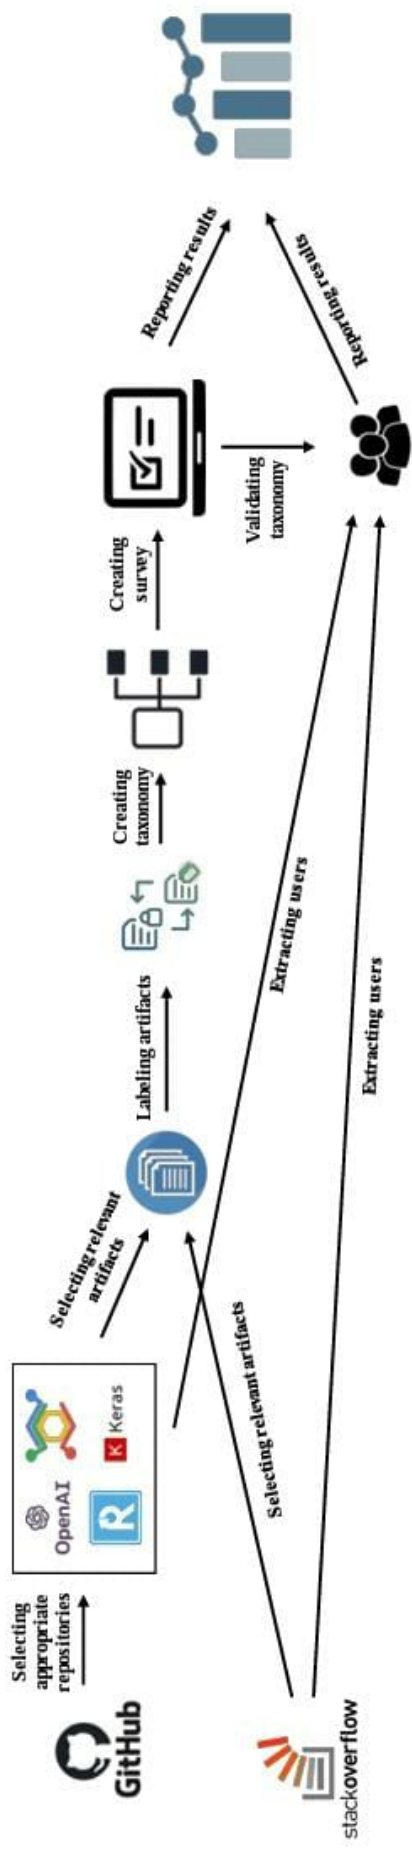 GitHub
Selecting
appropriate
repositories
OpenAI
R
K Keras
Selecting relevant
artifacts
Labeling artifacts
Creating
taxonomy
Creating
survey
Reporting results
Validating
taxonomy
Reporting results
Extracting users
Selecting relevant artifacts
Extracting users
stackoverflow